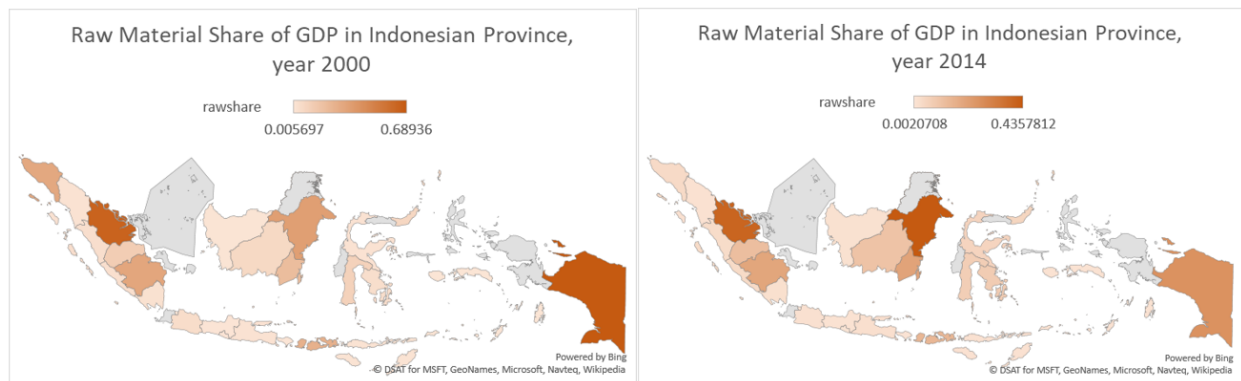 Raw Material Share of GDP in Indonesian Province,
year 2000
rawshare
0.005697 0.68936
Powered by Bing
© DSAT for MSFT, GeoNames, Microsoft, Navteq, Wikipedia
Raw Material Share of GDP in Indonesian Province,
year 2014
rawshare
0.0020708 0.4357812
Powered by Bing
© DSAT for MSFT, GeoNames, Microsoft, Navteq, Wikipedia